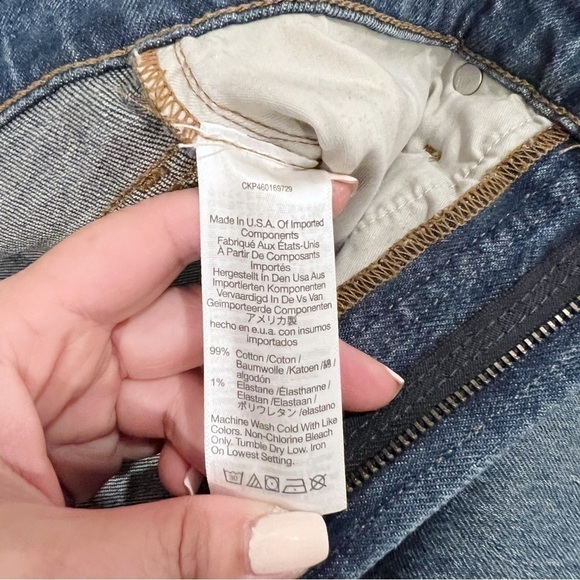 CKP460169729
Made In U.S.A. Of Imported
Components
Fabriqué Aux États-Unis
À Partir De Composants
Importés
Hergestellt In Den Usa Aus
Importierten Komponenten
Vervaardigd In De Vs Van
Geïmporteerde Componenten
アメリカ製
hecho en e.u.a. con insumos
importados
99% Cotton /Coton /
Baumwolle /Katoen /綿 /
algodón
1% Elastane /Élasthanne /
Elastan /Elastaan /
ポリウレタン /elastano
Machine Wash Cold With Like
Colors. Non-Chlorine Bleach
Only. Tumble Dry Low. Iron
On Lowest Setting.
30